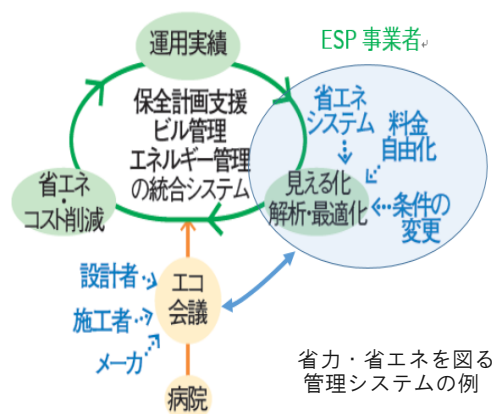 運用実績
ESP 事業者
保全計画支援
ビル管理
エネルギー管理
の統合システム
省エネ
システム
料金
自由化
省エネ
・
コスト削減
見える化
解析・最適化
条件の
変更
設計者
施工者
メーカ
エコ
会議
病院
省力・省エネを図る
管理システムの例